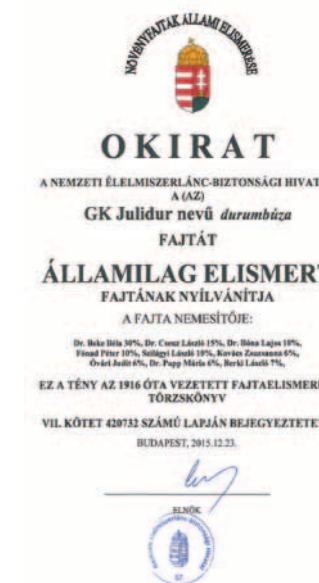 NÖVÉNYFAJTÁK ÁLLAMI ELISMERÉSE
OKIRAT
A NEMZETI ÉLELMISZERLÁNC-BIZTONSÁGI HIVAT
A (AZ)
GK Julidur nevű durumbúza
FAJTÁT
ÁLLAMILAG ELISMERT
FAJTÁNAK NYÍLVÁNÍTJA
A FAJTA NEMESÍTŐJE:
Dr. Beke Béla 30%, Dr. Csősz László 15%, Dr. Bóna Lajos 10%,
Fónad Péter 10%, Szilágyi László 10%, Kovács Zsuzsanna 6%,
Óvári Judit 6%, Dr. Papp Mária 6%, Berki László 7%,
EZ A TÉNY AZ 1916 ÓTA VEZETETT FAJTAELISMERÉ
TÖRZSKÖNYV
VII. KÖTET 420732 SZÁMÚ LAPJÁN BEJEGYEZTETE
BUDAPEST, 2015.12.23.
ELNÖK